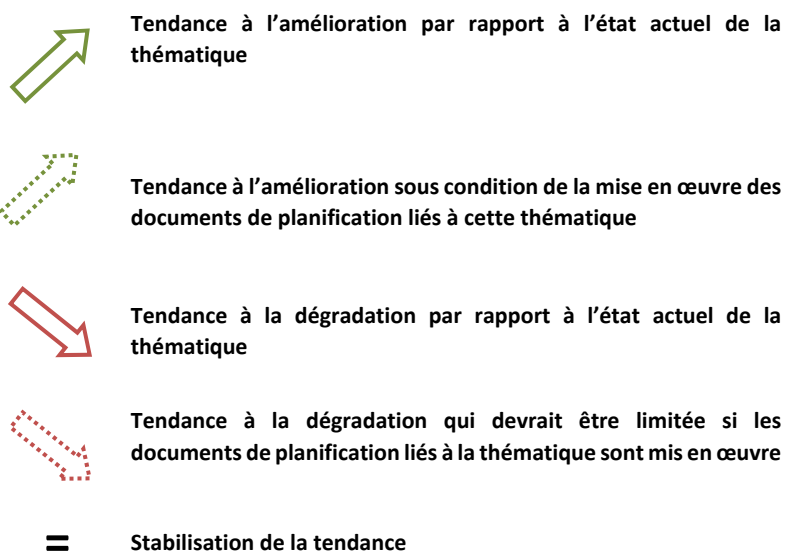 Tendance à l’amélioration par rapport à l’état actuel de la
thématique
Tendance à l’amélioration sous condition de la mise en œuvre des
documents de planification liés à cette thématique
Tendance à la dégradation par rapport à l’état actuel de la
thématique
Tendance à la dégradation qui devrait être limitée si les
documents de planification liés à la thématique sont mis en œuvre
= Stabilisation de la tendance